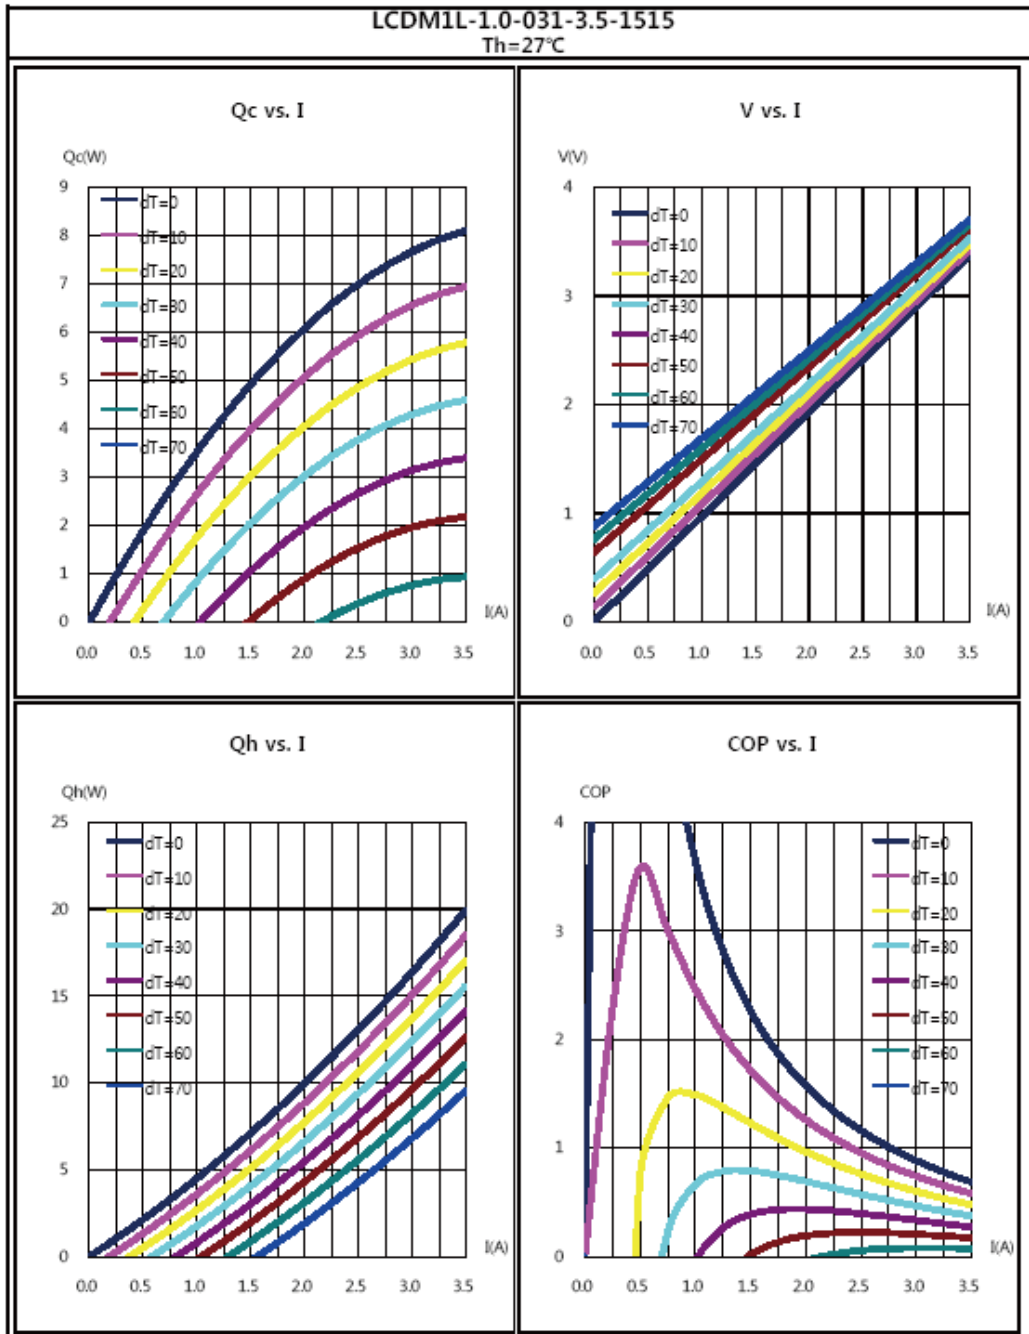 LCDM1L-1.0-031-3.5-1515
Th=27℃
Qc vs. I
Qc(W)
9
8
7
6
5
4
3
2
1
0
dT=0
dT=10
dT=20
dT=30
dT=40
dT=50
dT=60
dT=70
I(A)
0.0 0.5 1.0 1.5 2.0 2.5 3.0 3.5
V vs. I
V(V)
4
3
2
1
0
dT=0
dT=10
dT=20
dT=30
dT=40
dT=50
dT=60
dT=70
I(A)
0.0 0.5 1.0 1.5 2.0 2.5 3.0 3.5
Qh vs. I
Qh(W)
25
20
15
10
5
0
dT=0
dT=10
dT=20
dT=30
dT=40
dT=50
dT=60
dT=70
I(A)
0.0 0.5 1.0 1.5 2.0 2.5 3.0 3.5
COP vs. I
COP
4
3
2
1
0
dT=0
dT=10
dT=20
dT=30
dT=40
dT=50
dT=60
dT=70
I(A)
0.0 0.5 1.0 1.5 2.0 2.5 3.0 3.5